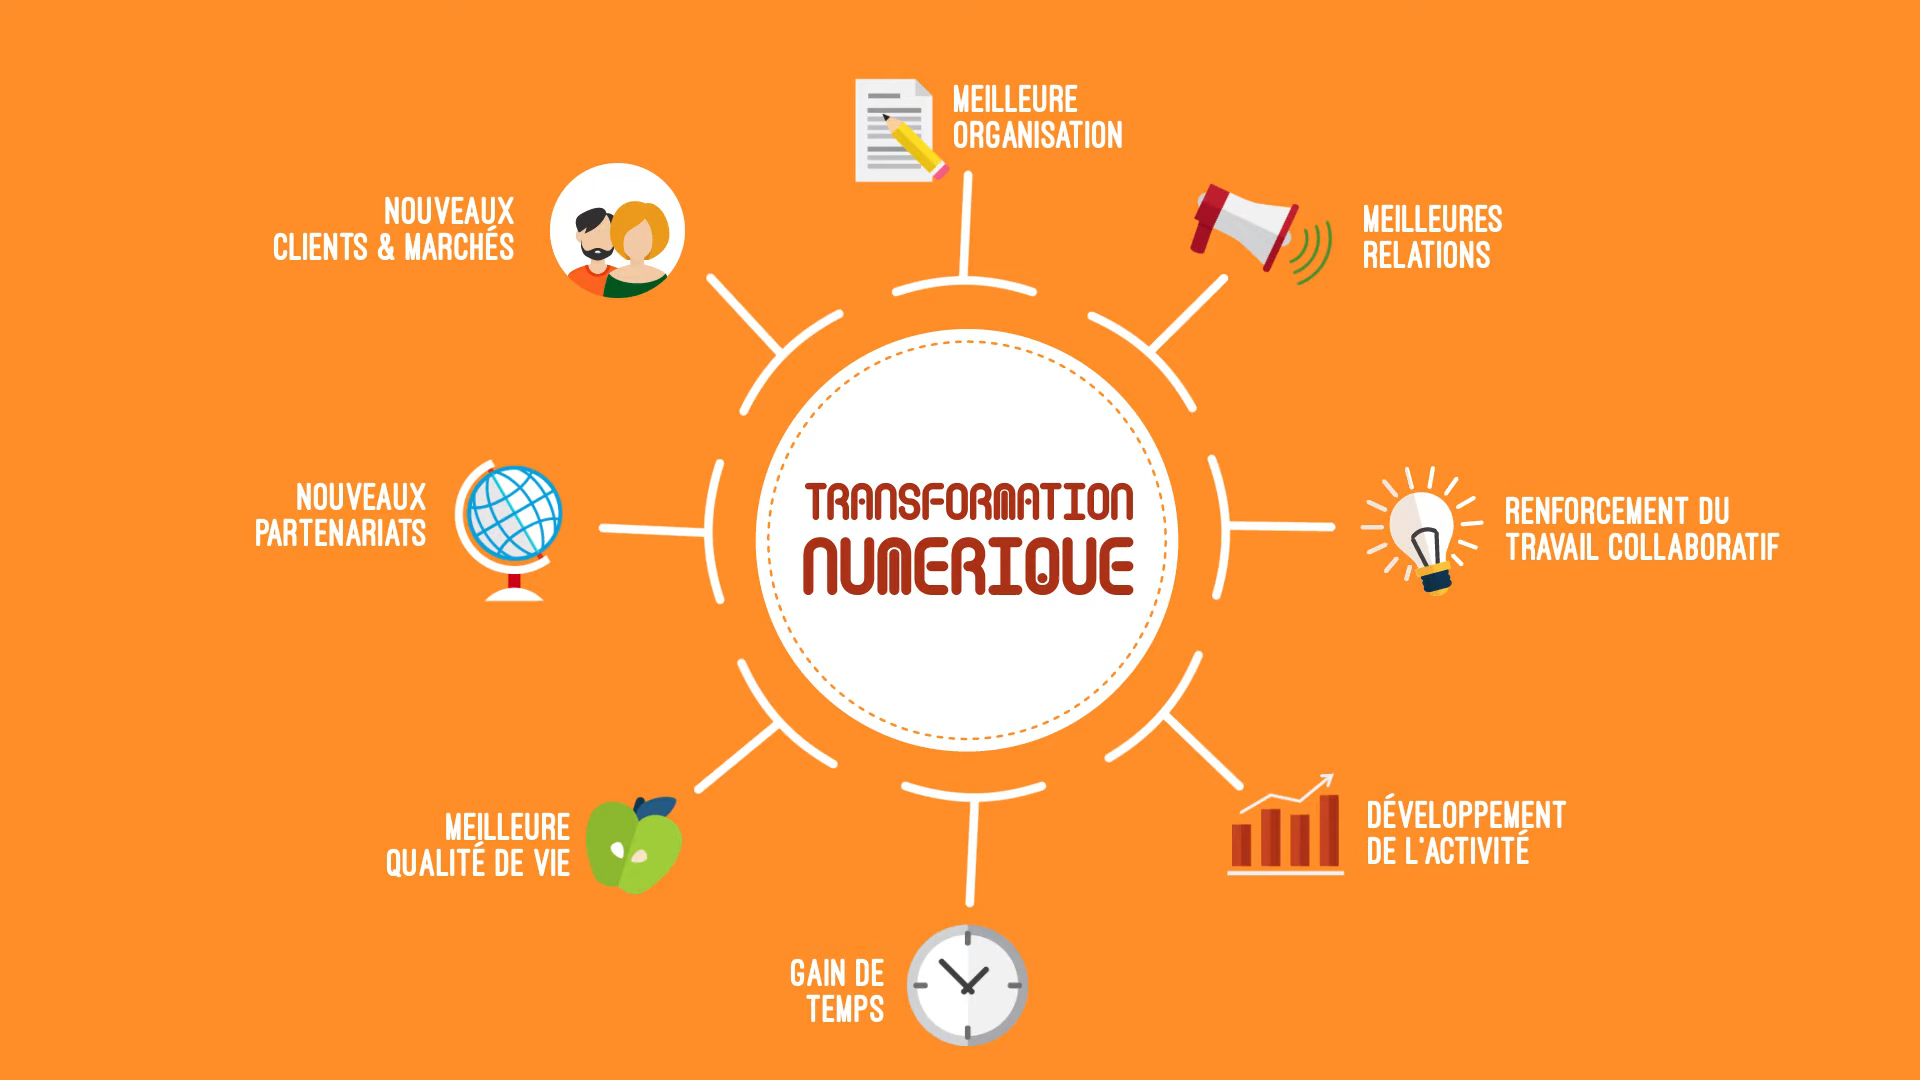 MEILLEURE
ORGANISATION
NOUVEAUX
CLIENTS & MARCHÉS
MEILLEURES
RELATIONS
NOUVEAUX
PARTENARIATS
TRANSFORMATION
NUMERIQUE
RENFORCEMENT DU
TRAVAIL COLLABORATIF
MEILLEURE
QUALITÉ DE VIE
DÉVELOPPEMENT
DE L'ACTIVITÉ
GAIN DE
TEMPS